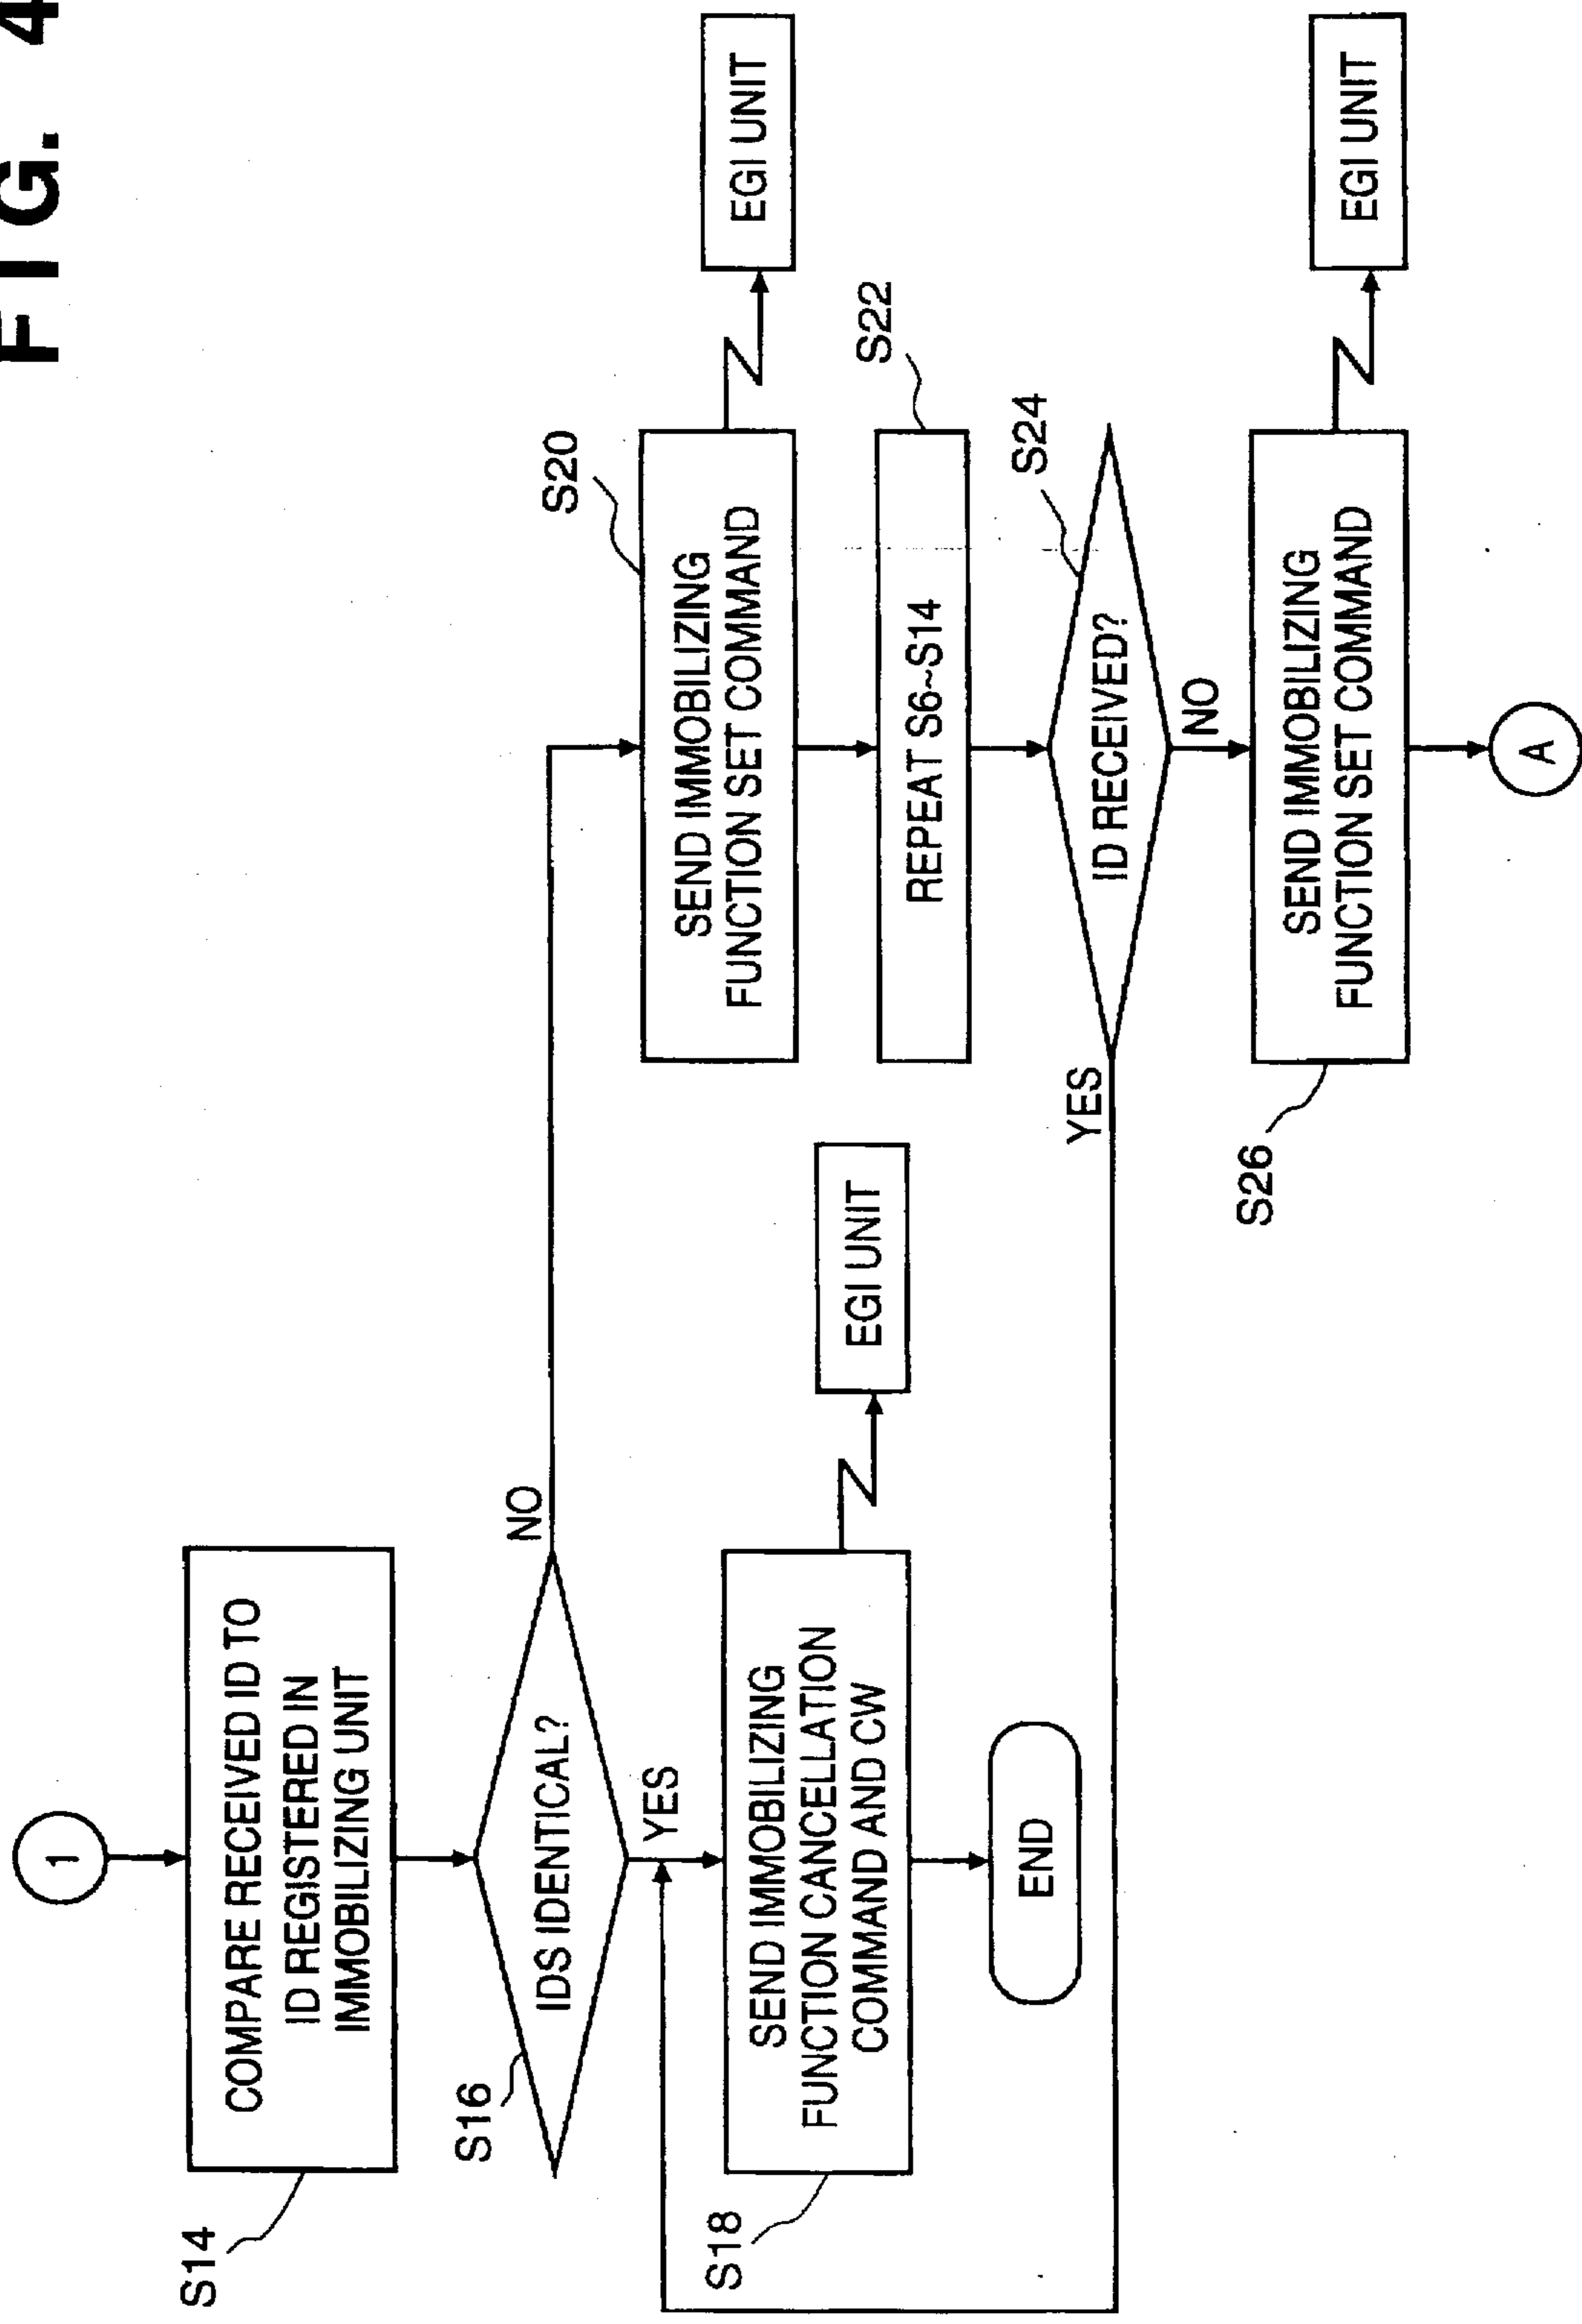 FIG. 4
1
S14
COMPARE RECEIVED ID TO
ID REGISTERED IN
IMMOBILIZING UNIT
S16
IDS IDENTICAL?
NO
YES
S18
SEND IMMOBILIZING
FUNCTION CANCELLATION
COMMAND AND CW
EGI UNIT
END
S20
SEND IMMOBILIZING
FUNCTION SET COMMAND
EGI UNIT
S22
REPEAT S6~S14
S24
ID RECEIVED?
YES
NO
S26
SEND IMMOBILIZING
FUNCTION SET COMMAND
EGI UNIT
A